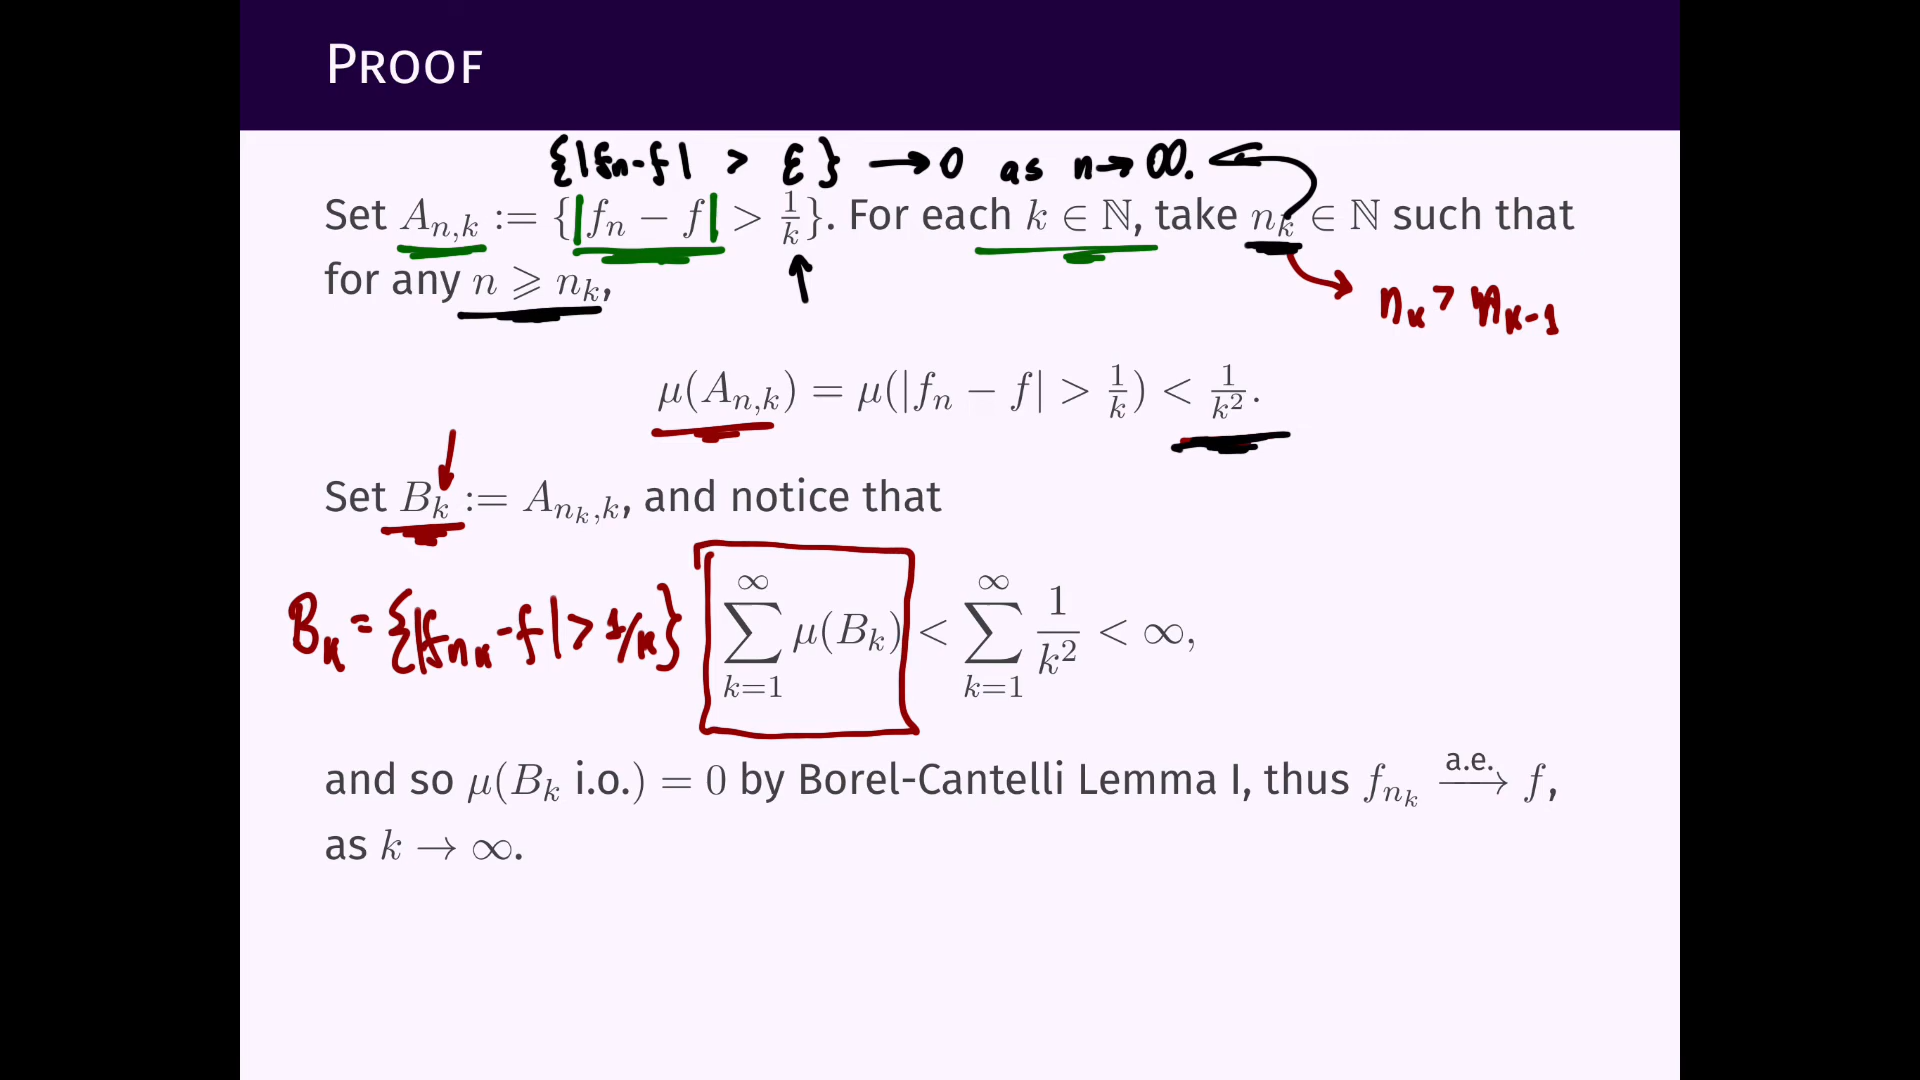 PROOF
{|fn-f| > ε} → 0 as n→∞.
Set A_{n,k} := {|f_n − f| > 1/k}. For each k ∈ ℕ, take n_k ∈ ℕ such that
for any n ⩾ n_k,
n_k > n_{k-1}
μ(A_{n,k}) = μ(|f_n − f| > 1/k) < 1/k².
Set B_k := A_{n_k,k}, and notice that
B_k = {|f_{n_k} - f| > 1/k}
∑_{k=1}^{∞} μ(B_k) < ∑_{k=1}^{∞} 1/k² < ∞,
and so μ(B_k i.o.) = 0 by Borel-Cantelli Lemma I, thus f_{n_k} —a.e.→ f,
as k → ∞.